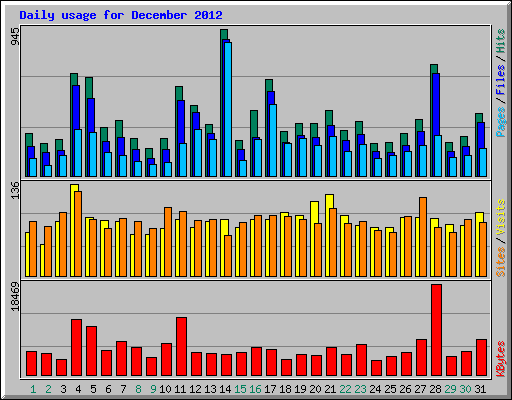 Daily usage for December 2012
945
Pages / Files / Hits
136
Sites / Visits
18469
KBytes
1 2 3 4 5 6 7 8 9 10 11 12 13 14 15 16 17 18 19 20 21 22 23 24 25 26 27 28 29 30 31